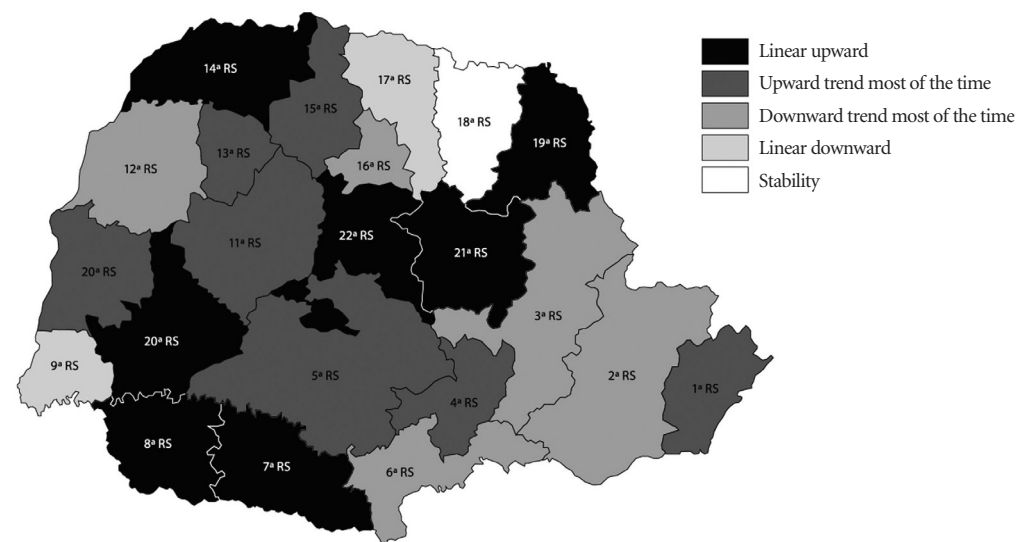 Linear upward
Upward trend most of the time
Downward trend most of the time
Linear downward
Stability
14ª RS
17ª RS
15ª RS
18ª RS
19ª RS
13ª RS
16ª RS
12ª RS
22ª RS
11ª RS
21ª RS
20ª RS
3ª RS
20ª RS
9ª RS
5ª RS
2ª RS
1ª RS
4ª RS
8ª RS
7ª RS
6ª RS